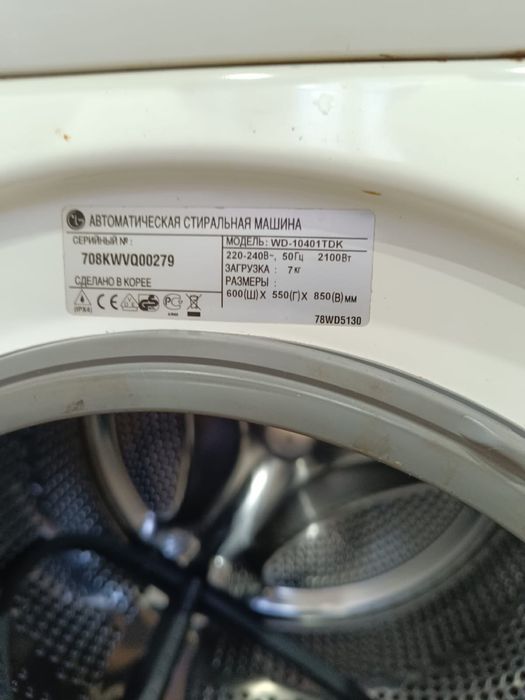 LG АВТОМАТИЧЕСКАЯ СТИРАЛЬНАЯ МАШИНА
СЕРИЙНЫЙ № :
708KWVQ00279
СДЕЛАНО В КОРЕЕ
(IPX4)
МОДЕЛЬ: WD-10401TDK
220-240В~, 50Гц 2100Вт
ЗАГРУЗКА : 7кг
РАЗМЕРЫ :
600(Ш)X 550(Г)X 850(В)мм
78WD5130